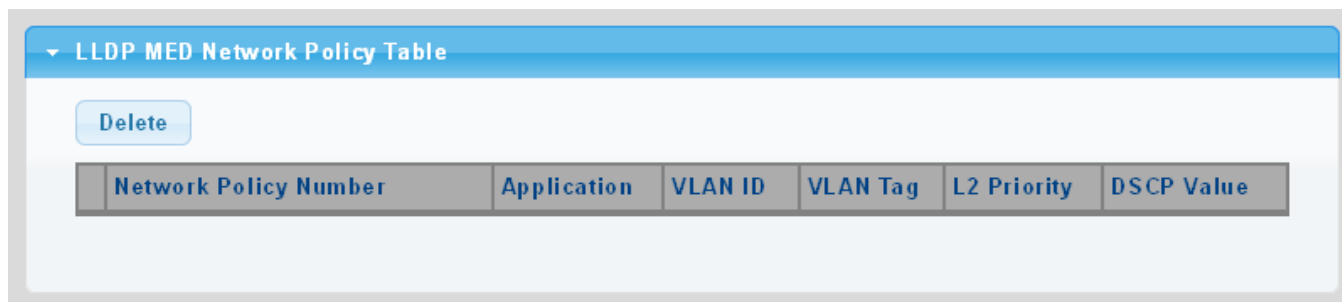 LLDP MED Network Policy Table
Delete
Network Policy Number Application VLAN ID VLAN Tag L2 Priority DSCP Value